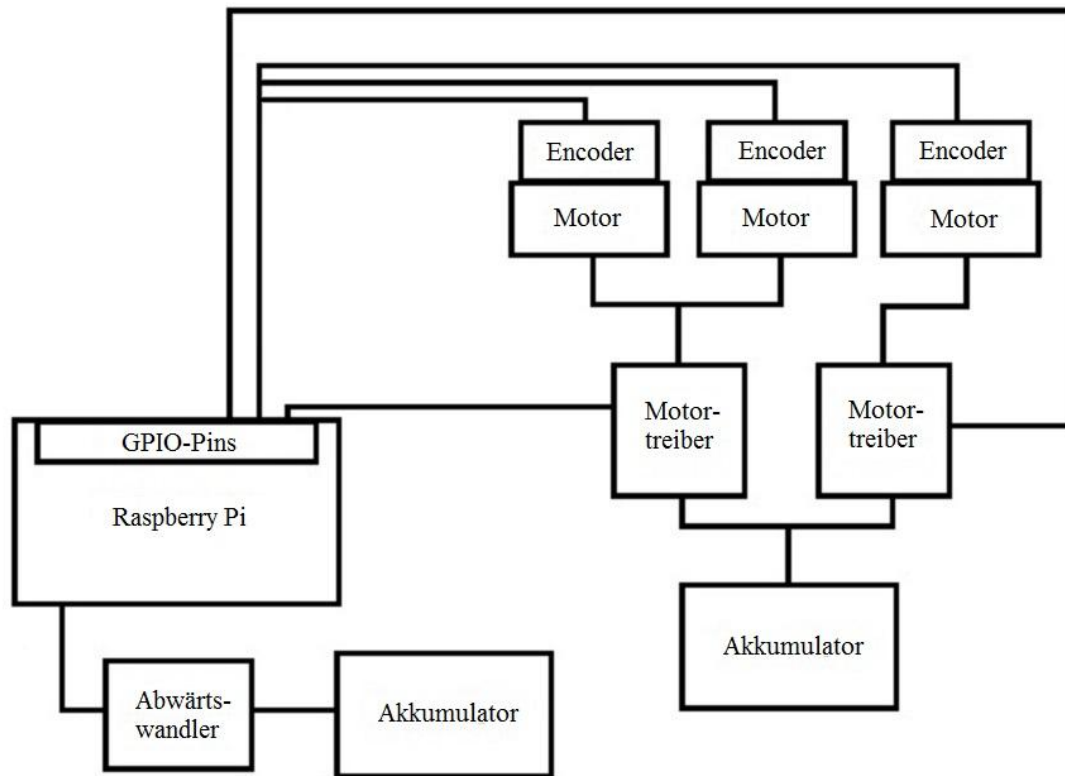 Encoder
Encoder
Encoder
Motor
Motor
Motor
Motor-
treiber
Motor-
treiber
GPIO-Pins
Raspberry Pi
Akkumulator
Abwärts-
wandler
Akkumulator